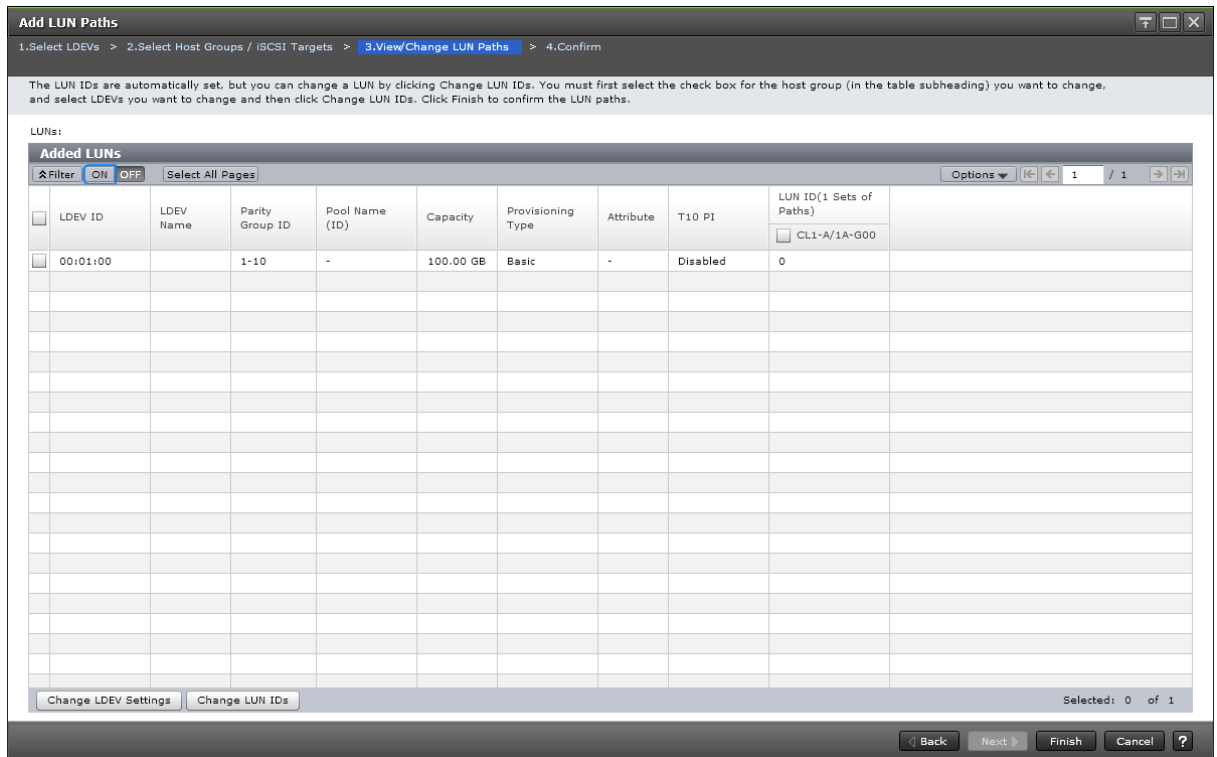 Add LUN Paths
1.Select LDEVs > 2.Select Host Groups / iSCSI Targets > 3.View/Change LUN Paths > 4.Confirm
The LUN IDs are automatically set, but you can change a LUN by clicking Change LUN IDs. You must first select the check box for the host group (in the table subheading) you want to change,
and select LDEVs you want to change and then click Change LUN IDs. Click Finish to confirm the LUN paths.
LUNs:
Added LUNs
Filter ON OFF Select All Pages Options 1 / 1
LDEV ID LDEV Name Parity Group ID Pool Name (ID) Capacity Provisioning Type Attribute T10 PI LUN ID(1 Sets of Paths)
CL1-A/1A-G00
00:01:00 1-10 - 100.00 GB Basic - Disabled 0
Change LDEV Settings Change LUN IDs Selected: 0 of 1
Back Next Finish Cancel ?